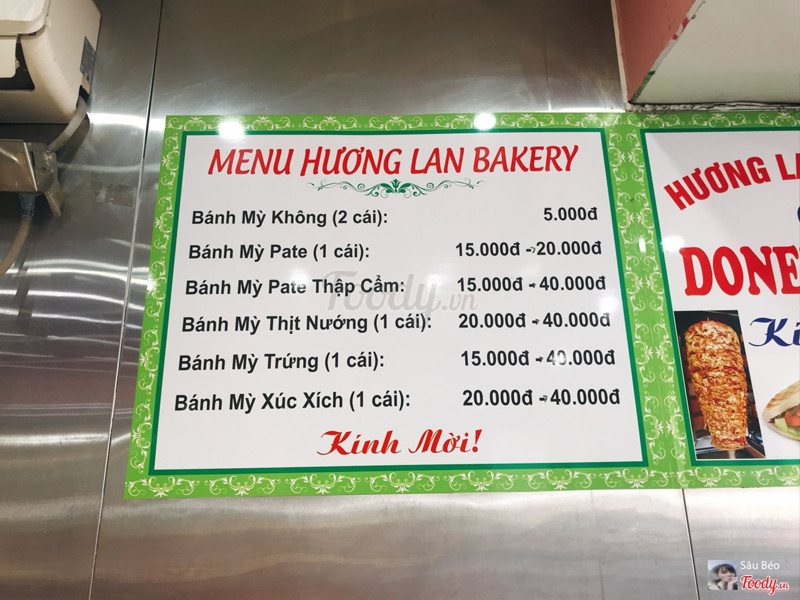 MENU HƯƠNG LAN BAKERY
Bánh Mỳ Không (2 cái): 5.000đ
Bánh Mỳ Pate (1 cái): 15.000đ - 20.000đ
Bánh Mỳ Pate Thập Cẩm: 15.000đ - 40.000đ
Bánh Mỳ Thịt Nướng (1 cái): 20.000đ - 40.000đ
Bánh Mỳ Trứng (1 cái): 15.000đ - 40.000đ
Bánh Mỳ Xúc Xích (1 cái): 20.000đ - 40.000đ
Kính Mời!
HƯƠNG LA
DONE
Kí
Foody.vn
Sâu Béo
Foody.vn